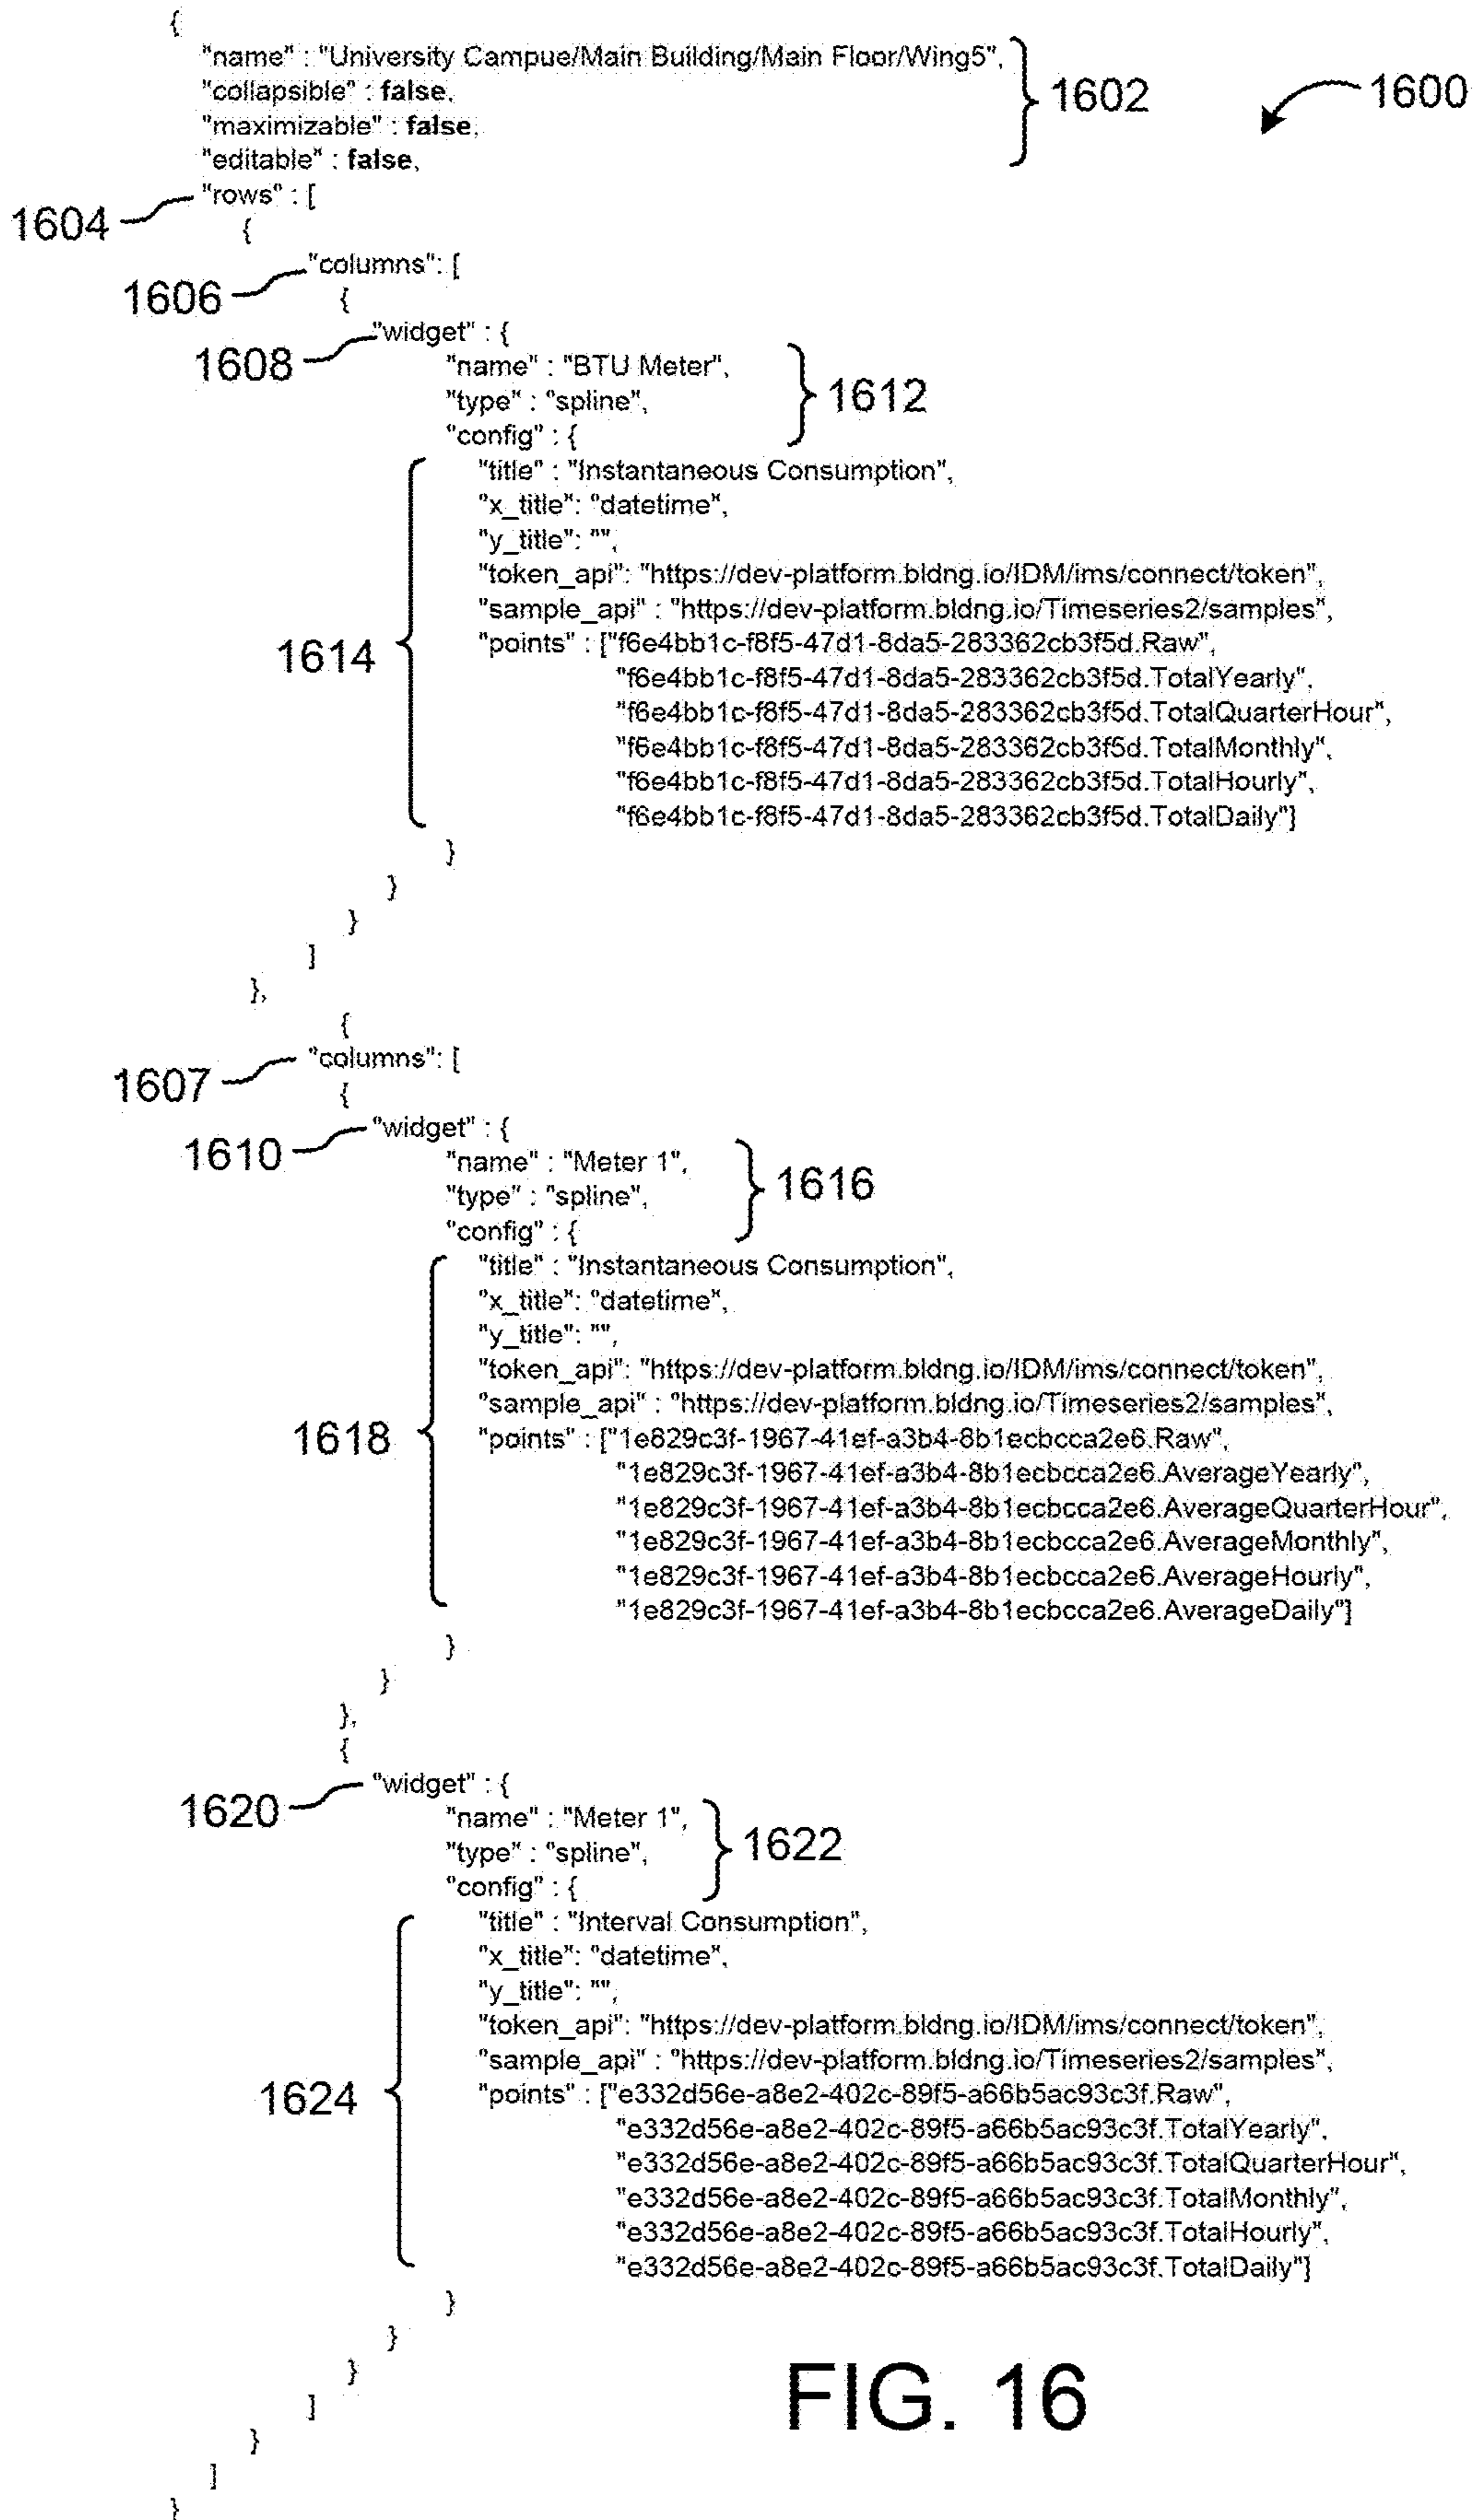 {
"name" : "University Campue/Main Building/Main Floor/Wing5",
"collapsible" : false,
"maximizable" : false,
"editable" : false,
1602
1600
"rows" : [
1604
{
"columns": [
1606
{
"widget" : {
1608
"name" : "BTU Meter",
"type" : "spline",
1612
"config" : {
"title" : "Instantaneous Consumption",
"x_title": "datetime",
"y_title": "",
"token_api": "https://dev-platform.bldng.io/IDM/ims/connect/token",
"sample_api" : "https://dev-platform.bldng.io/Timeseries2/samples",
1614
"points" : ["f6e4bb1c-f8f5-47d1-8da5-283362cb3f5d.Raw",
"f6e4bb1c-f8f5-47d1-8da5-283362cb3f5d.TotalYearly",
"f6e4bb1c-f8f5-47d1-8da5-283362cb3f5d.TotalQuarterHour",
"f6e4bb1c-f8f5-47d1-8da5-283362cb3f5d.TotalMonthly",
"f6e4bb1c-f8f5-47d1-8da5-283362cb3f5d.TotalHourly",
"f6e4bb1c-f8f5-47d1-8da5-283362cb3f5d.TotalDaily"]
}
}
}
]
},
{
"columns": [
1607
{
"widget" : {
1610
"name" : "Meter 1",
"type" : "spline",
1616
"config" : {
"title" : "Instantaneous Consumption",
"x_title": "datetime",
"y_title": "",
"token_api": "https://dev-platform.bldng.io/IDM/ims/connect/token",
"sample_api" : "https://dev-platform.bldng.io/Timeseries2/samples",
1618
"points" : ["1e829c3f-1967-41ef-a3b4-8b1ecbcca2e6.Raw",
"1e829c3f-1967-41ef-a3b4-8b1ecbcca2e6.AverageYearly",
"1e829c3f-1967-41ef-a3b4-8b1ecbcca2e6.AverageQuarterHour",
"1e829c3f-1967-41ef-a3b4-8b1ecbcca2e6.AverageMonthly",
"1e829c3f-1967-41ef-a3b4-8b1ecbcca2e6.AverageHourly",
"1e829c3f-1967-41ef-a3b4-8b1ecbcca2e6.AverageDaily"]
}
}
},
{
"widget" : {
1620
"name" : "Meter 1",
"type" : "spline",
1622
"config" : {
"title" : "Interval Consumption",
"x_title": "datetime",
"y_title": "",
"token_api": "https://dev-platform.bldng.io/IDM/ims/connect/token",
"sample_api" : "https://dev-platform.bldng.io/Timeseries2/samples",
1624
"points" : ["e332d56e-a8e2-402c-89f5-a66b5ac93c3f.Raw",
"e332d56e-a8e2-402c-89f5-a66b5ac93c3f.TotalYearly",
"e332d56e-a8e2-402c-89f5-a66b5ac93c3f.TotalQuarterHour",
"e332d56e-a8e2-402c-89f5-a66b5ac93c3f.TotalMonthly",
"e332d56e-a8e2-402c-89f5-a66b5ac93c3f.TotalHourly",
"e332d56e-a8e2-402c-89f5-a66b5ac93c3f.TotalDaily"]
}
}
}
]
}
]
}
FIG. 16